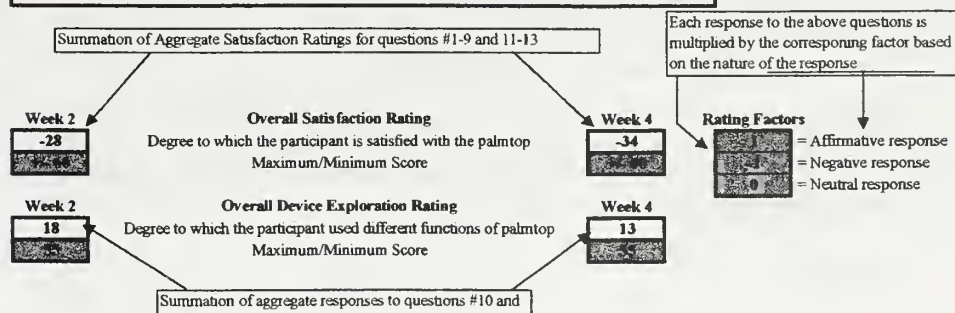 Each response to the above questions is
multiplied by the corresponing factor based
on the nature of the response
Summation of Aggregate Satisfaction Ratings for questions #1-9 and 11-13
Week 2 Overall Satisfaction Rating Week 4 Rating Factors
-28 Degree to which the participant is satisfied with the palmtop -34 1 = Affirmative response
Maximum/Minimum Score -1 = Negative response
0 = Neutral response
Week 2 Overall Device Exploration Rating Week 4
18 Degree to which the participant used different functions of palmtop 13
Maximum/Minimum Score
Summation of aggregate responses to questions #10 and